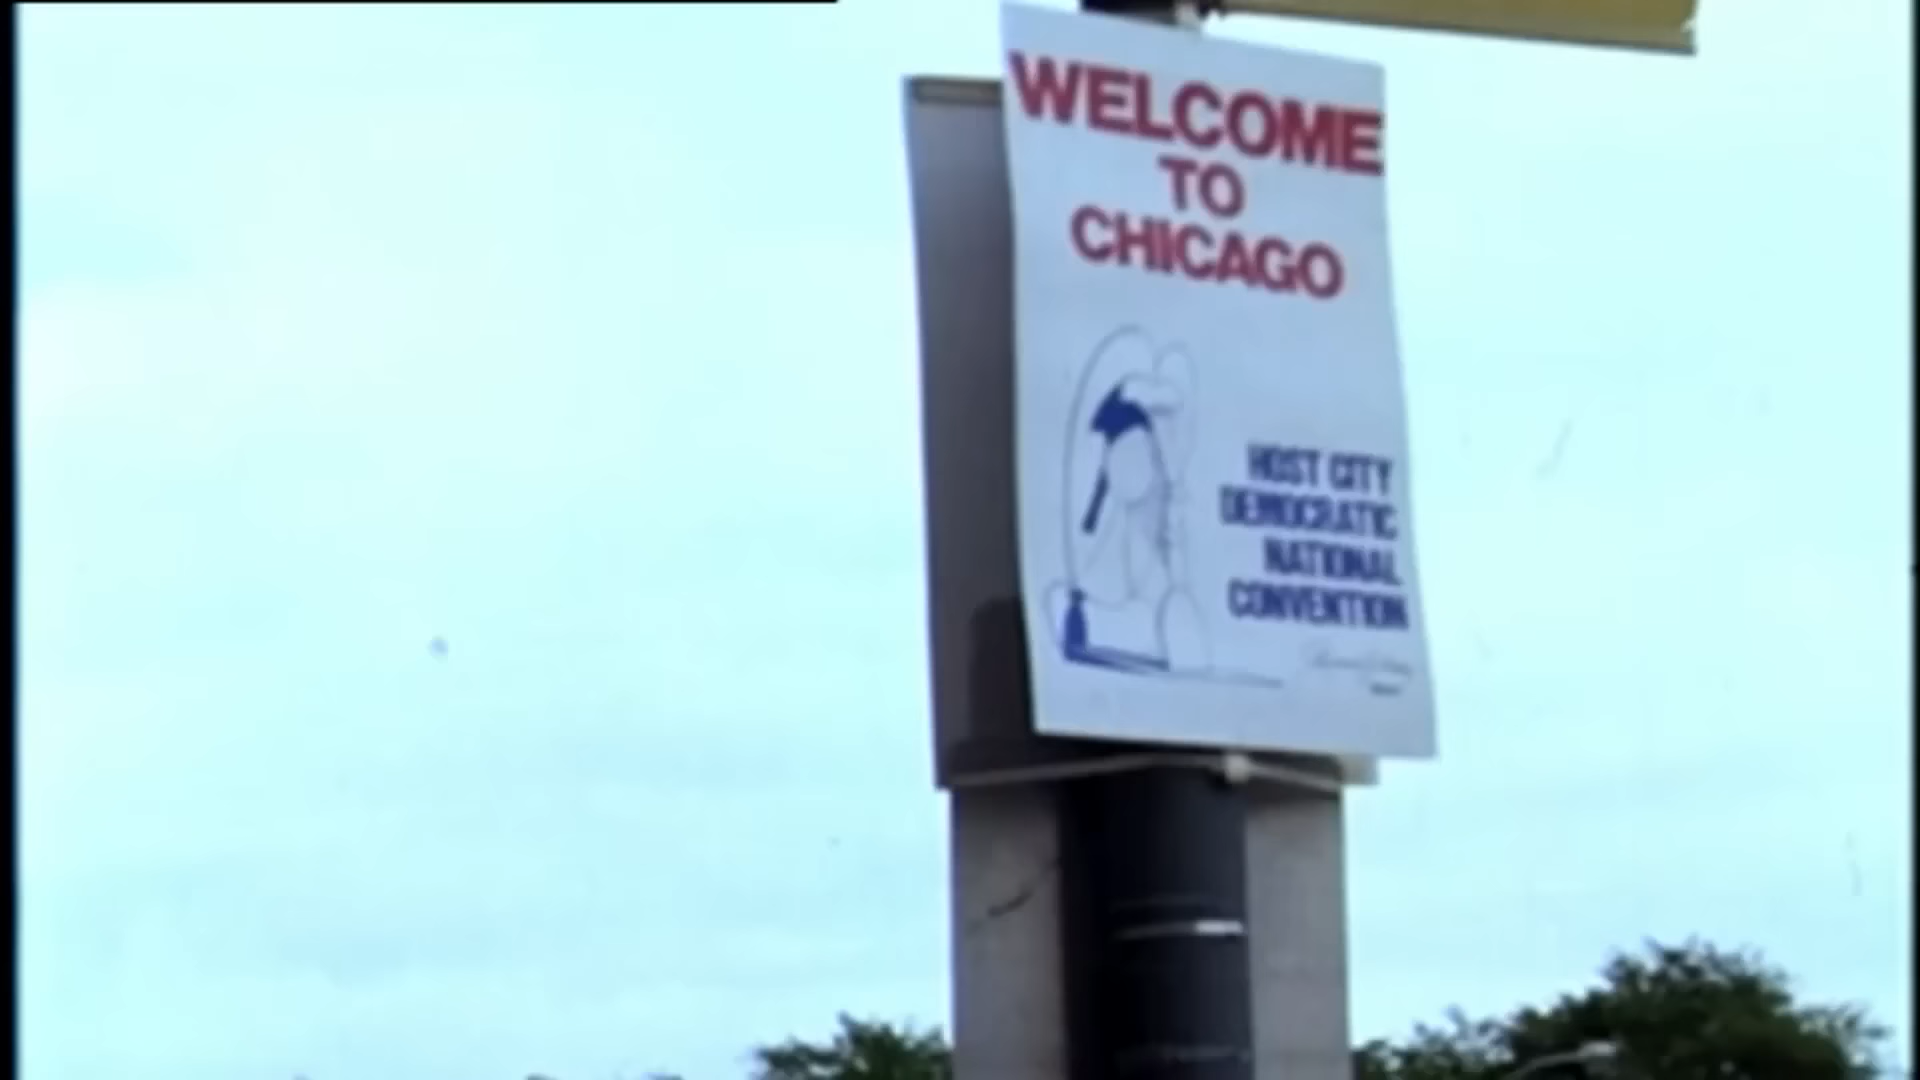 WELCOME
TO
CHICAGO
HOST CITY
DEMOCRATIC
NATIONAL
CONVENTION